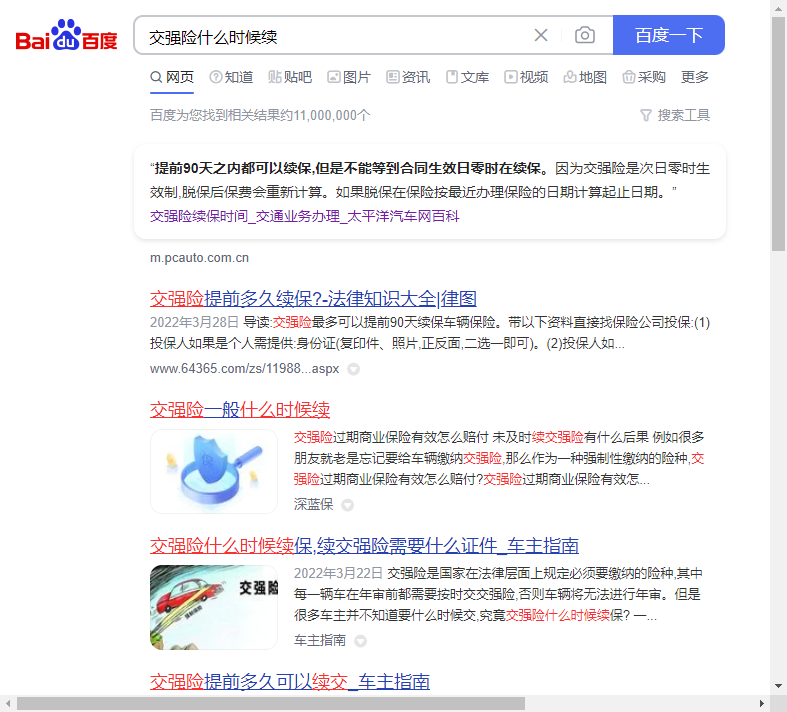 Bai du 百度
交强险什么时候续
百度一下
网页 知道 贴吧 图片 资讯 文库 视频 地图 采购 更多
百度为您找到相关结果约11,000,000个
搜索工具
“提前90天之内都可以续保,但是不能等到合同生效日零时在续保。因为交强险是次日零时生
效制,脱保后保费会重新计算。如果脱保在保险按最近办理保险的日期计算起止日期。”
交强险续保时间_交通业务办理_太平洋汽车网百科
m.pcauto.com.cn
交强险提前多久续保?-法律知识大全|律图
2022年3月28日 导读:交强险最多可以提前90天续保车辆保险。带以下资料直接找保险公司投保:(1)
投保人如果是个人需提供:身份证(复印件、照片,正反面,二选一即可)。(2)投保人如...
www.64365.com/zs/11988...aspx
交强险一般什么时候续
交强险过期商业保险有效怎么赔付 未及时续交强险有什么后果 例如很多
朋友就老是忘记要给车辆缴纳交强险,那么作为一种强制性缴纳的险种,交
强险过期商业保险有效怎么赔付?交强险过期商业保险有效怎...
深蓝保
交强险什么时候续保,续交强险需要什么证件_车主指南
交强险
2022年3月22日 交强险是国家在法律层面上规定必须要缴纳的险种,其中
每一辆车在年审前都需要按时交交强险,否则车辆将无法进行年审。但是
很多车主并不知道要什么时候交,究竟交强险什么时候续保? 一...
车主指南
交强险提前多久可以续交_车主指南